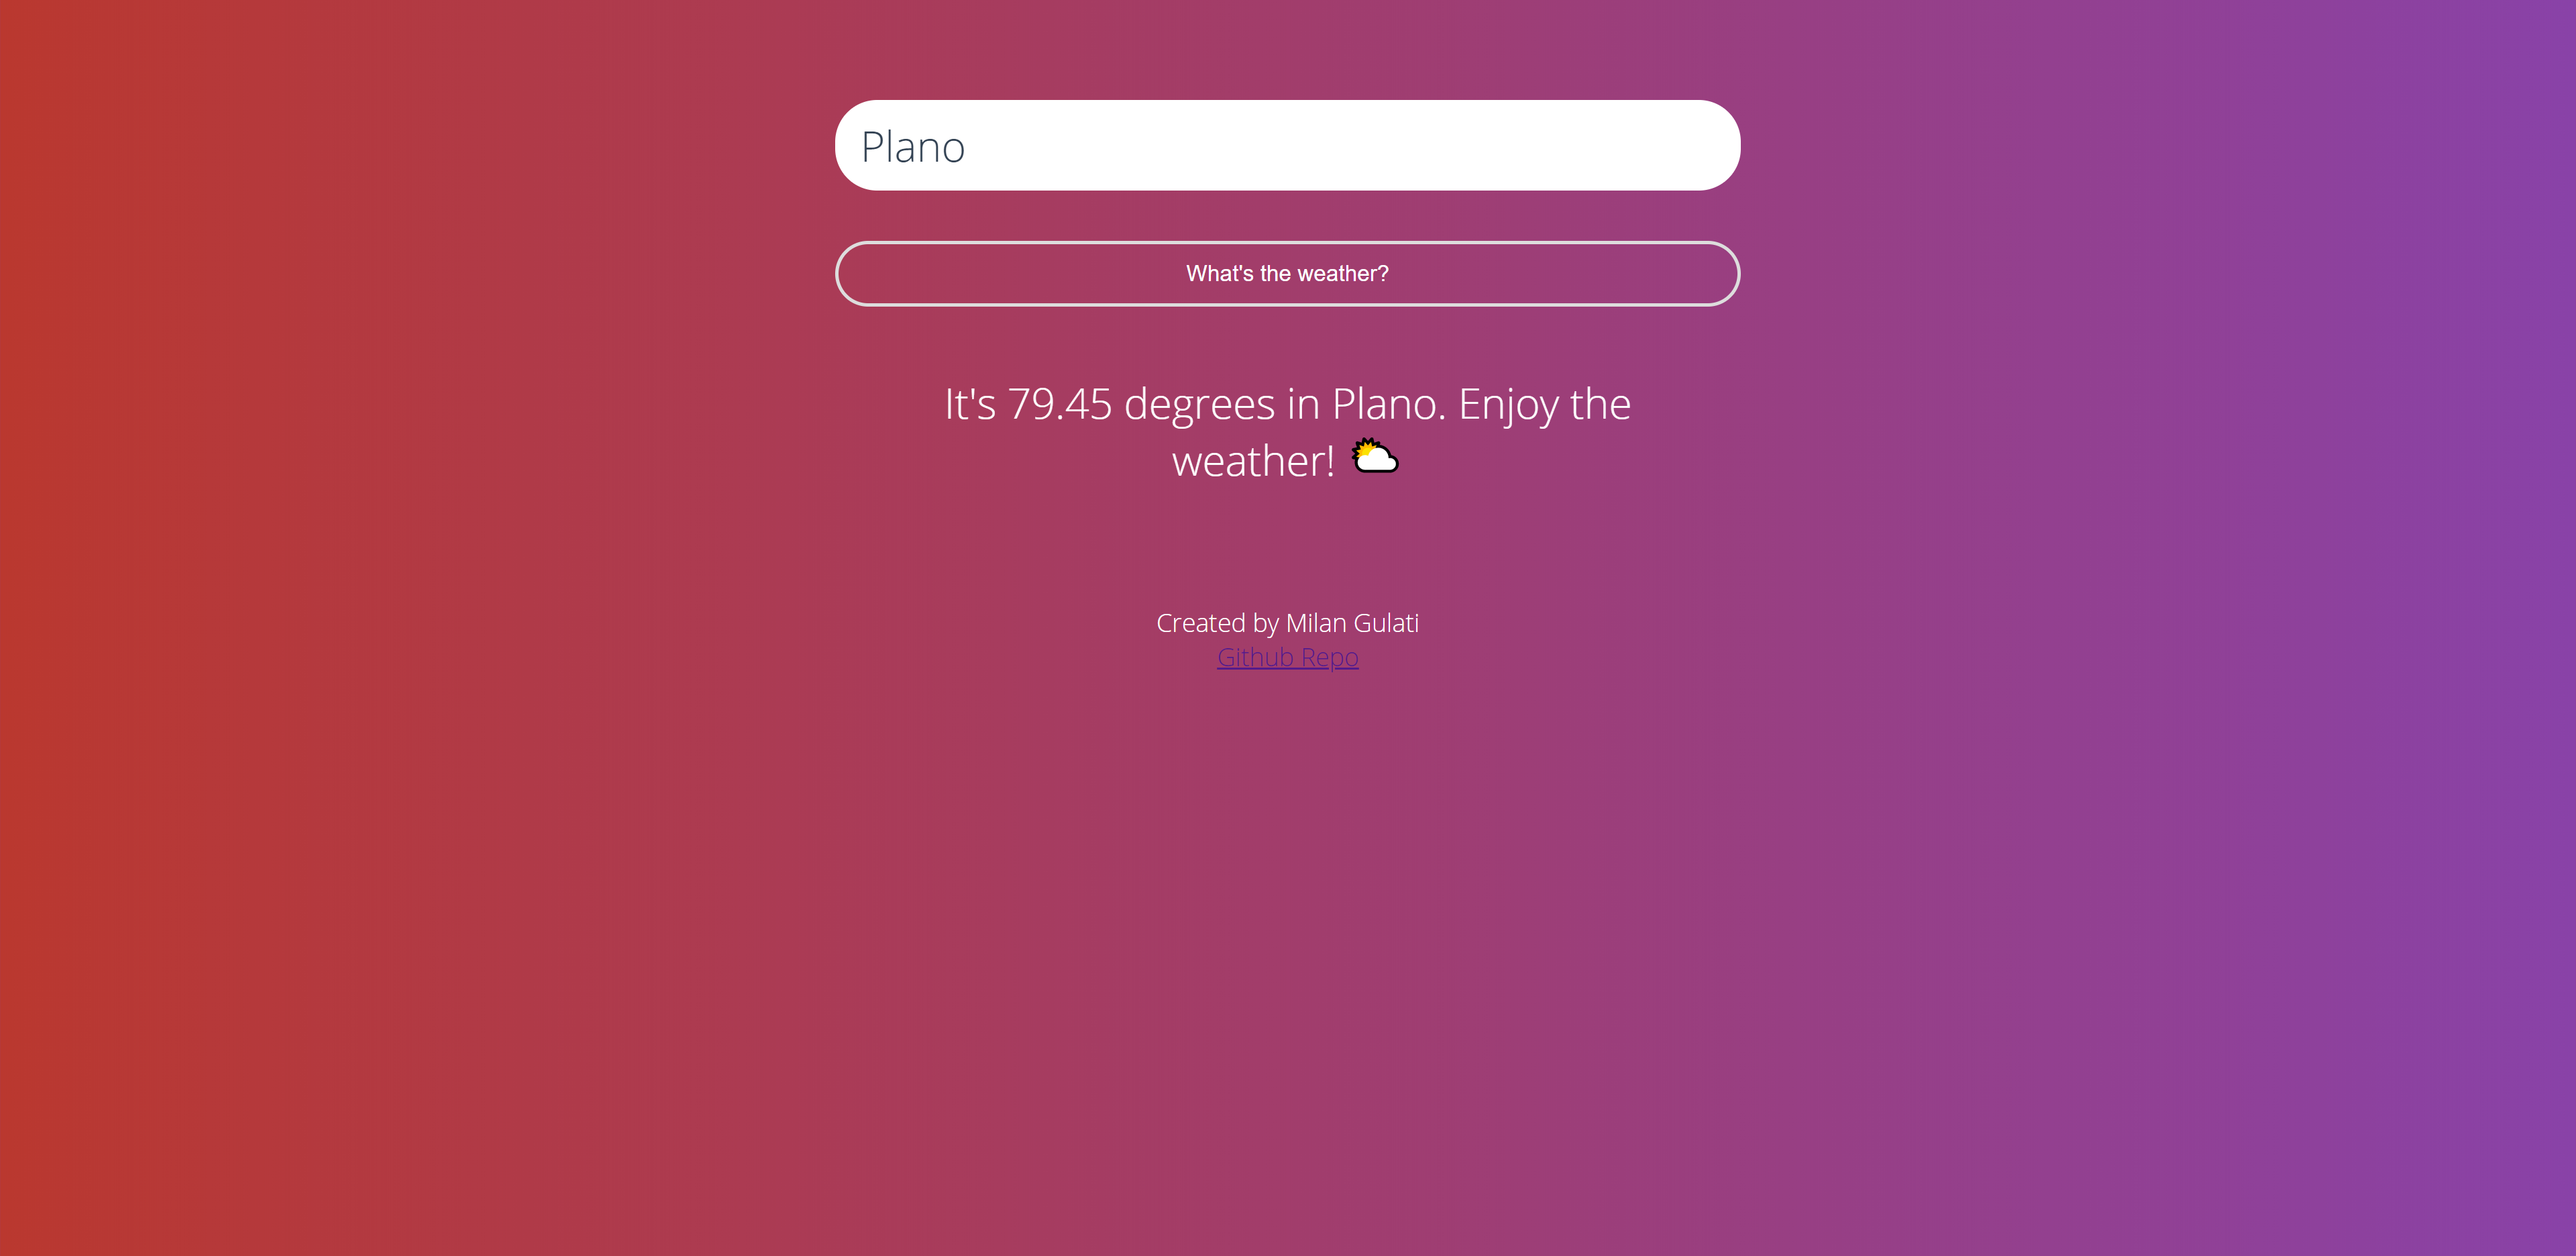 Plano
What's the weather?
It's 79.45 degrees in Plano. Enjoy the
weather! ⛅
Created by Milan Gulati
Github Repo